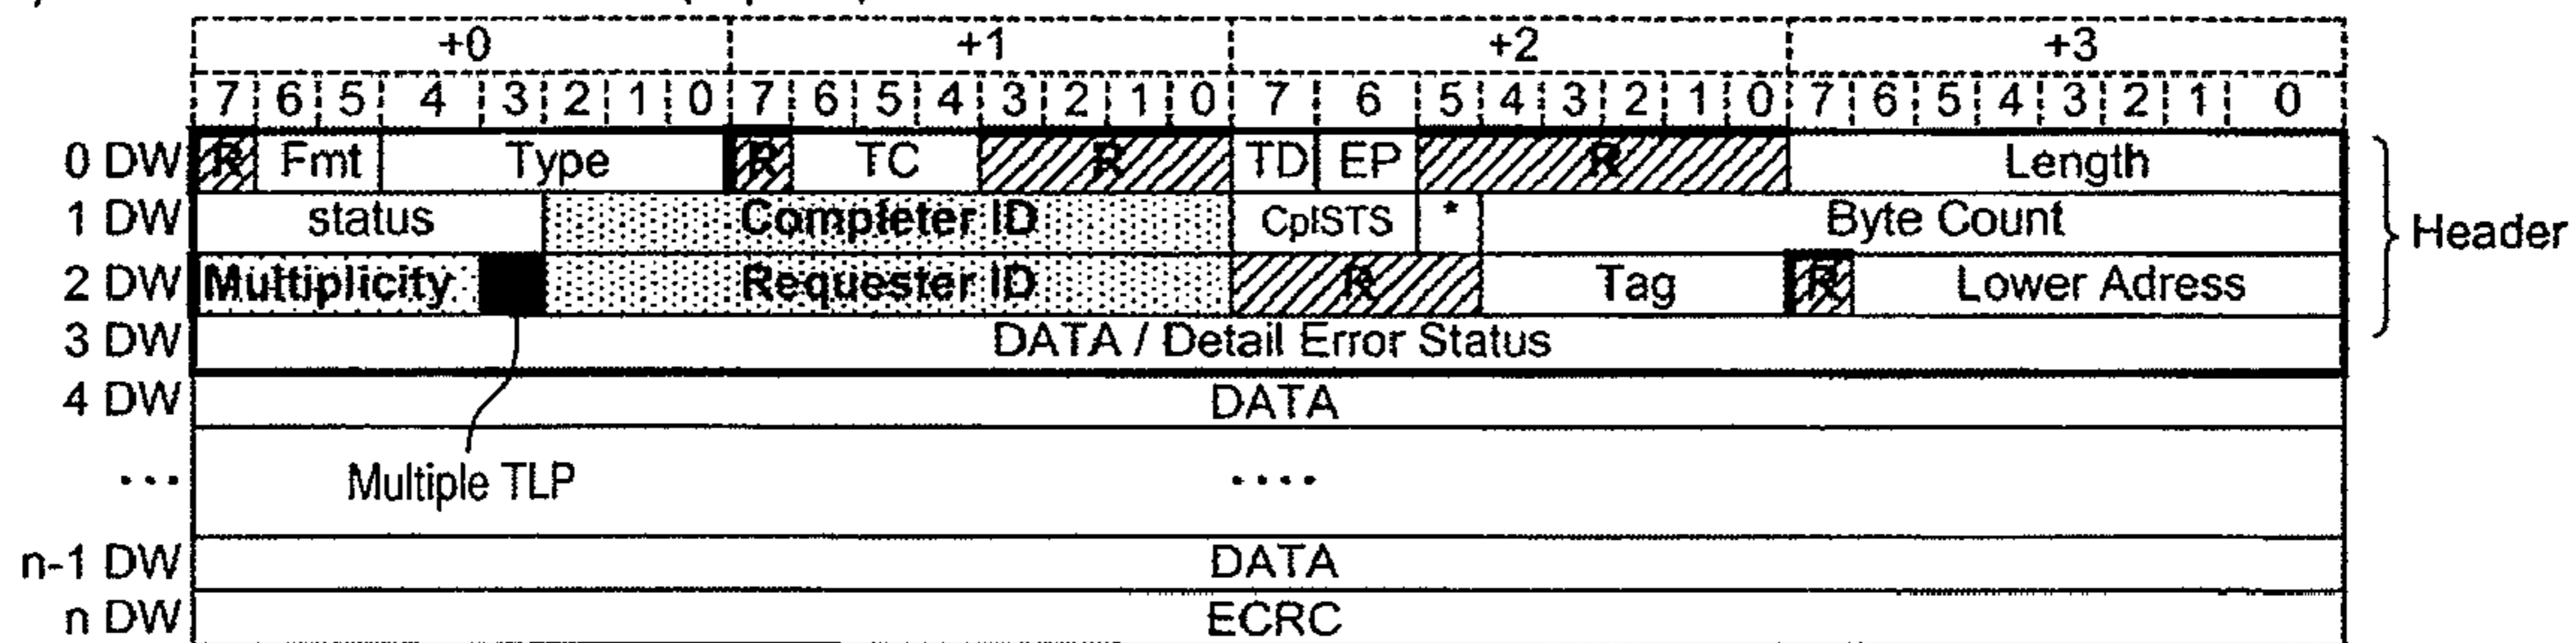 +0 +1 +2 +3
7 6 5 4 3 2 1 0 7 6 5 4 3 2 1 0 7 6 5 4 3 2 1 0 7 6 5 4 3 2 1 0
0 DW R Fmt Type R TC R TD EP R Length
1 DW status Completer ID CplSTS * Byte Count
Header
2 DW Multiplicity Requester ID R Tag R Lower Adress
3 DW DATA / Detail Error Status
4 DW DATA
... Multiple TLP ....
n-1 DW DATA
n DW ECRC